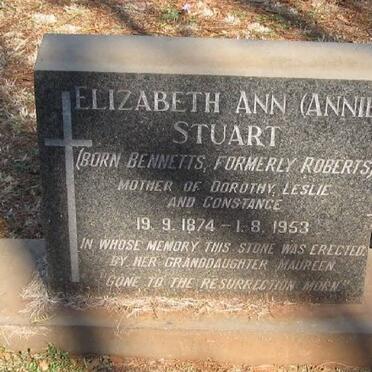 ELIZABETH ANN (ANNIE
STUART
(BORN BENNETTS, FORMERLY ROBERTS)
MOTHER OF DOROTHY, LESLIE
AND CONSTANCE
19. 9. 1874 – 1. 8. 1953
IN WHOSE MEMORY THIS STONE WAS ERECTED
BY HER GRANDDAUGHTER MAUREEN.
"GONE TO THE RESURRECTION MORN."